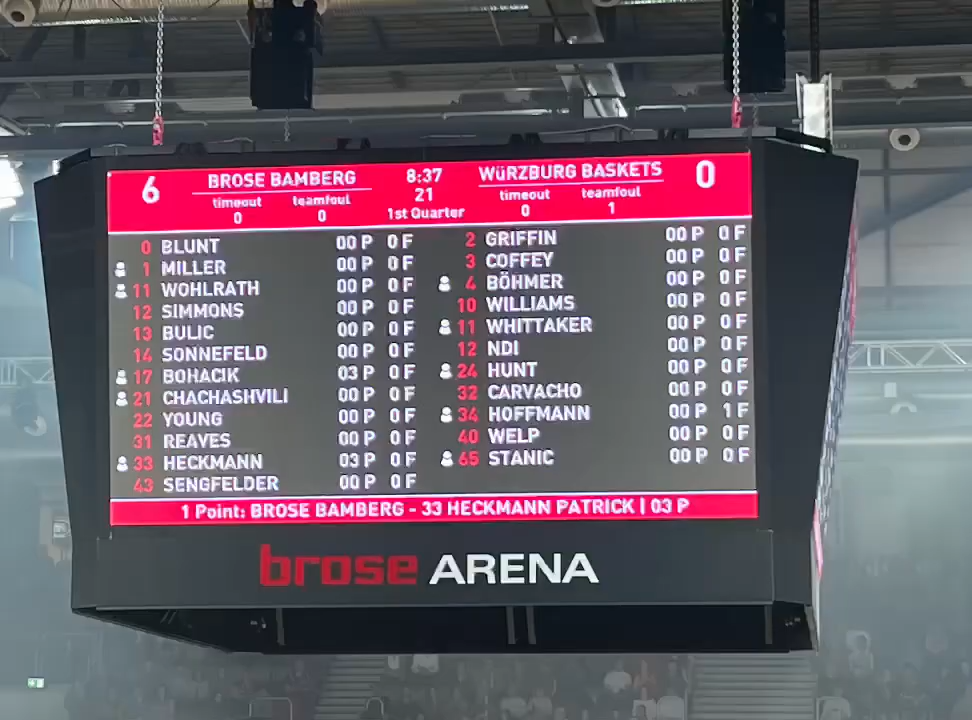 6 BROSE BAMBERG 8:37 WüRZBURG BASKETS 0
timeout teamfoul 21 timeout teamfoul
0 0 1st Quarter 0 1
0 BLUNT 00 P 0 F 2 GRIFFIN 00 P 0 F
1 MILLER 00 P 0 F 3 COFFEY 00 P 0 F
11 WOHLRATH 00 P 0 F 4 BÖHMER 00 P 0 F
12 SIMMONS 00 P 0 F 10 WILLIAMS 00 P 0 F
13 BULIC 00 P 0 F 11 WHITTAKER 00 P 0 F
14 SONNEFELD 00 P 0 F 12 NDI 00 P 0 F
17 BOHACIK 03 P 0 F 24 HUNT 00 P 0 F
21 CHACHASHVILI 00 P 0 F 32 CARVACHO 00 P 0 F
22 YOUNG 00 P 0 F 34 HOFFMANN 00 P 1 F
31 REAVES 00 P 0 F 40 WELP 00 P 0 F
33 HECKMANN 03 P 0 F 65 STANIC 00 P 0 F
43 SENGFELDER 00 P 0 F
1 Point: BROSE BAMBERG - 33 HECKMANN PATRICK | 03 P
brose ARENA